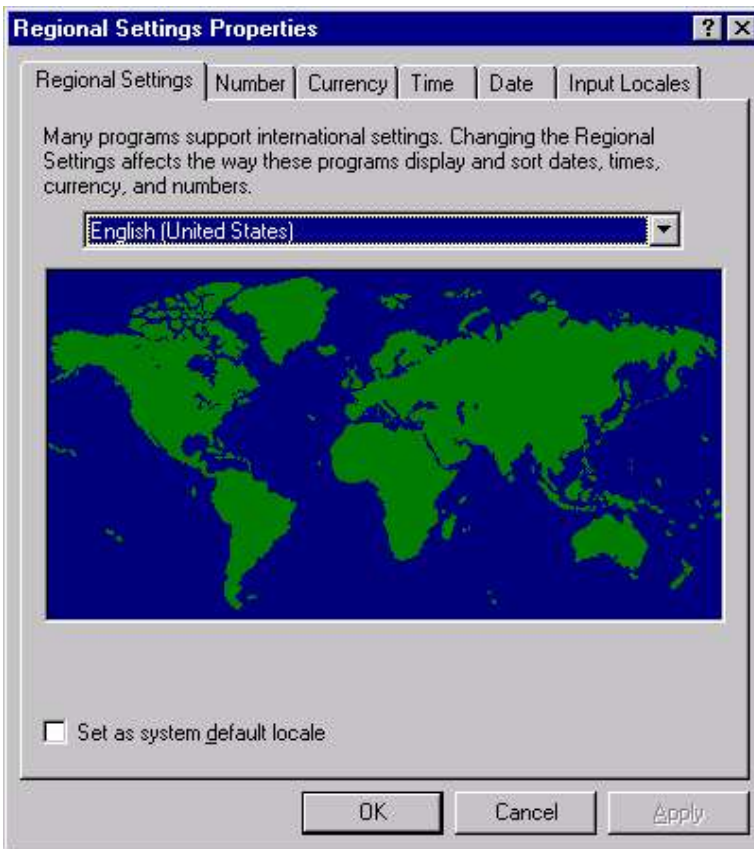 Regional Settings Properties
Regional Settings Number Currency Time Date Input Locales
Many programs support international settings. Changing the Regional
Settings affects the way these programs display and sort dates, times,
currency, and numbers.
English (United States)
Set as system default locale
OK Cancel Apply